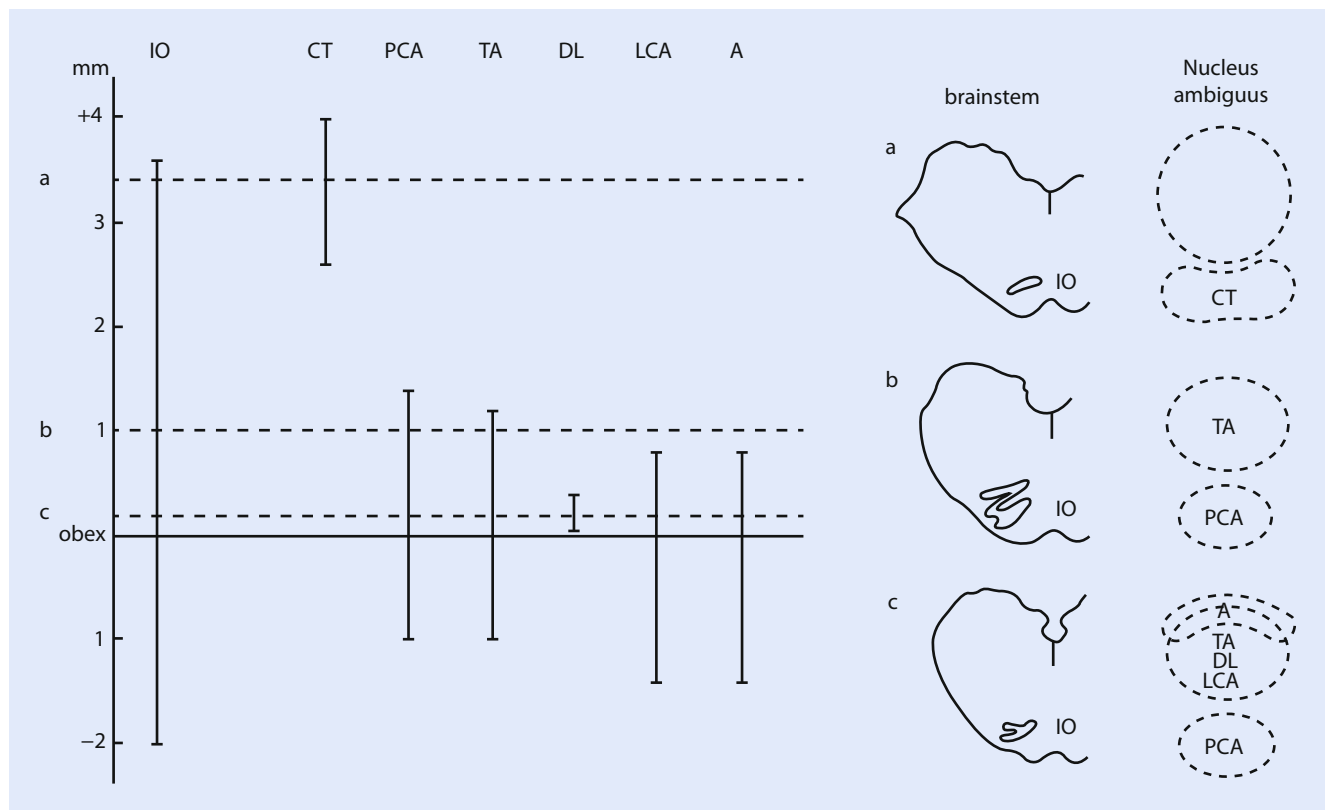 IO CT PCA TA DL LCA A
mm
+4
a
3
2
b 1
c
obex
1
−2
brainstem
Nucleus
ambiguus
a
IO
CT
b
TA
IO
PCA
c
A
TA
DL
LCA
IO
PCA